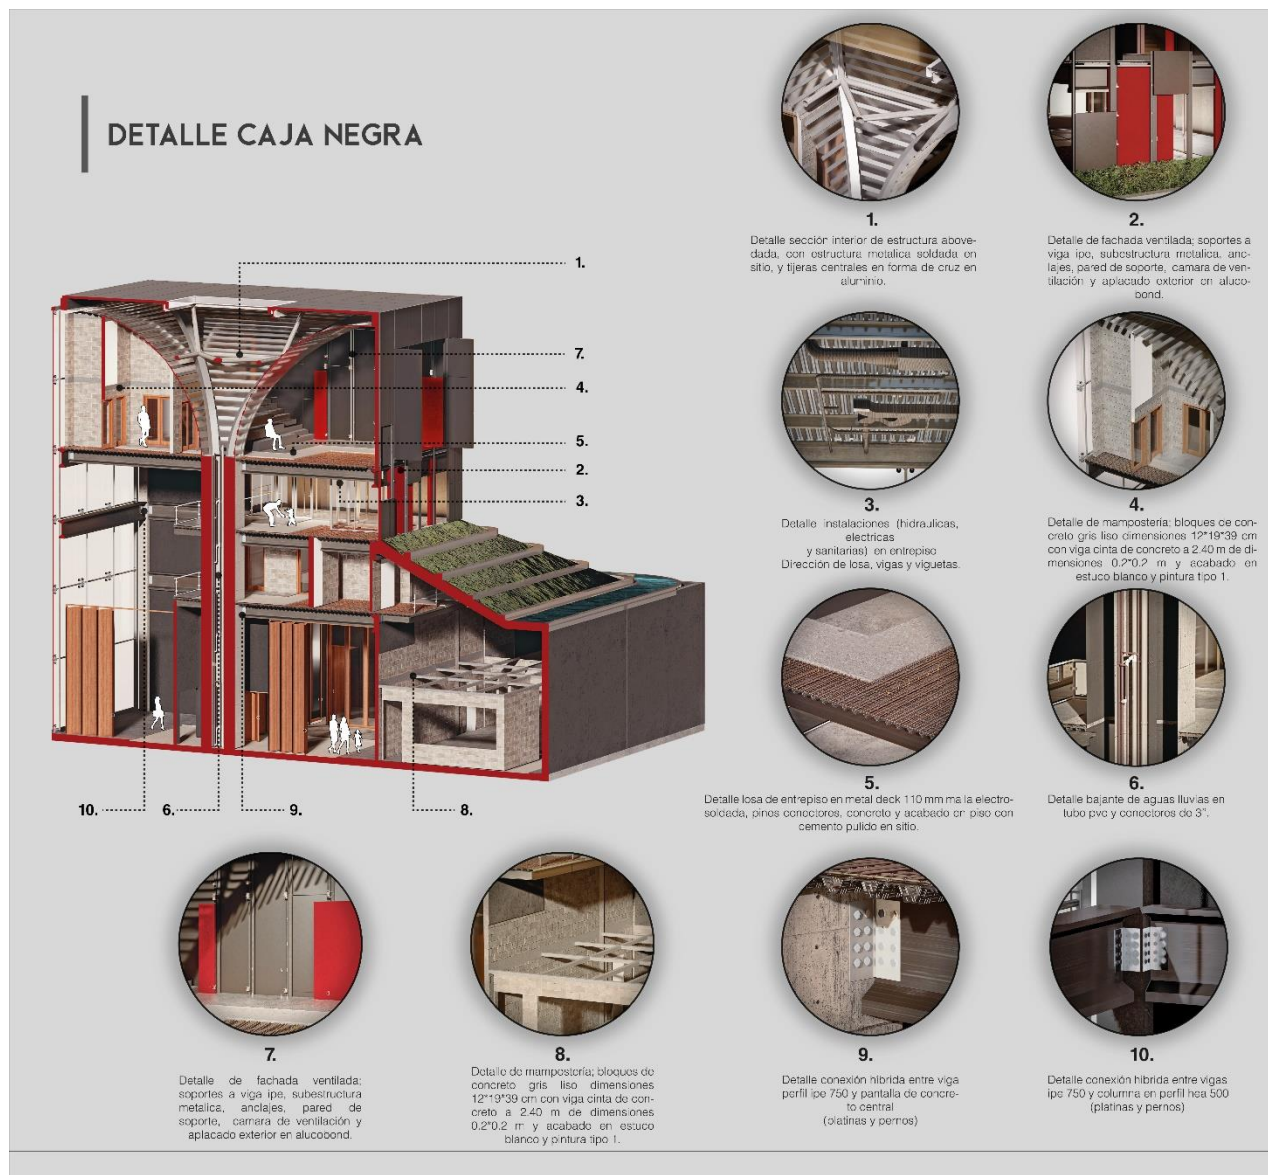 DETALLE CAJA NEGRA
1.
Detalle sección interior de estructura above-
dada, con estructura metalica soldada en
sitio, y tijeras centrales en forma de cruz en
aluminio.
2.
Detalle de fachada ventilada; soportes a
viga ipe, subestructura metalica, anc-
lajes, pared de soporte, camara de ven-
tilación y aplacado exterior en aluco-
bond.
1.
7.
4.
5.
2.
3.
3.
Detalle instalaciones (hidraulicas,
electricas
y sanitarias) en entrepiso
Dirección de losa, vigas y viguetas.
4.
Detalle de mampostería; bloques de con-
creto gris liso dimensiones 12*19*39 cm
con viga cinta de concreto a 2.40 m de di-
mensiones 0.2*0.2 m y acabado en
estuco blanco y pintura tipo 1.
5.
Detalle losa de entrepiso en metal deck 110 mm malla electro-
soldada, pinos conectores, concreto y acabado en piso con
cemento pulido en sitio.
6.
Detalle bajante de aguas lluvias en
tubo pvc y conectores de 3".
10.
6.
9.
8.
7.
Detalle de fachada ventilada;
soportes a viga ipe, subestructura
metalica, anclajes, pared de
soporte, camara de ventilación y
aplacado exterior en alucobond.
8.
Detalle de mampostería; bloques de
concreto gris liso dimensiones
12*19*39 cm con viga cinta de con-
creto a 2.40 m de dimensiones
0.2*0.2 m y acabado en estuco
blanco y pintura tipo 1.
9.
Detalle conexión hibrida entre viga
perfil ipe 750 y pantalla de concre-
to central
(platinas y pernos)
10.
Detalle conexión hibrida entre vigas
ipe 750 y columna en perfil hea 500
(platinas y pernos)